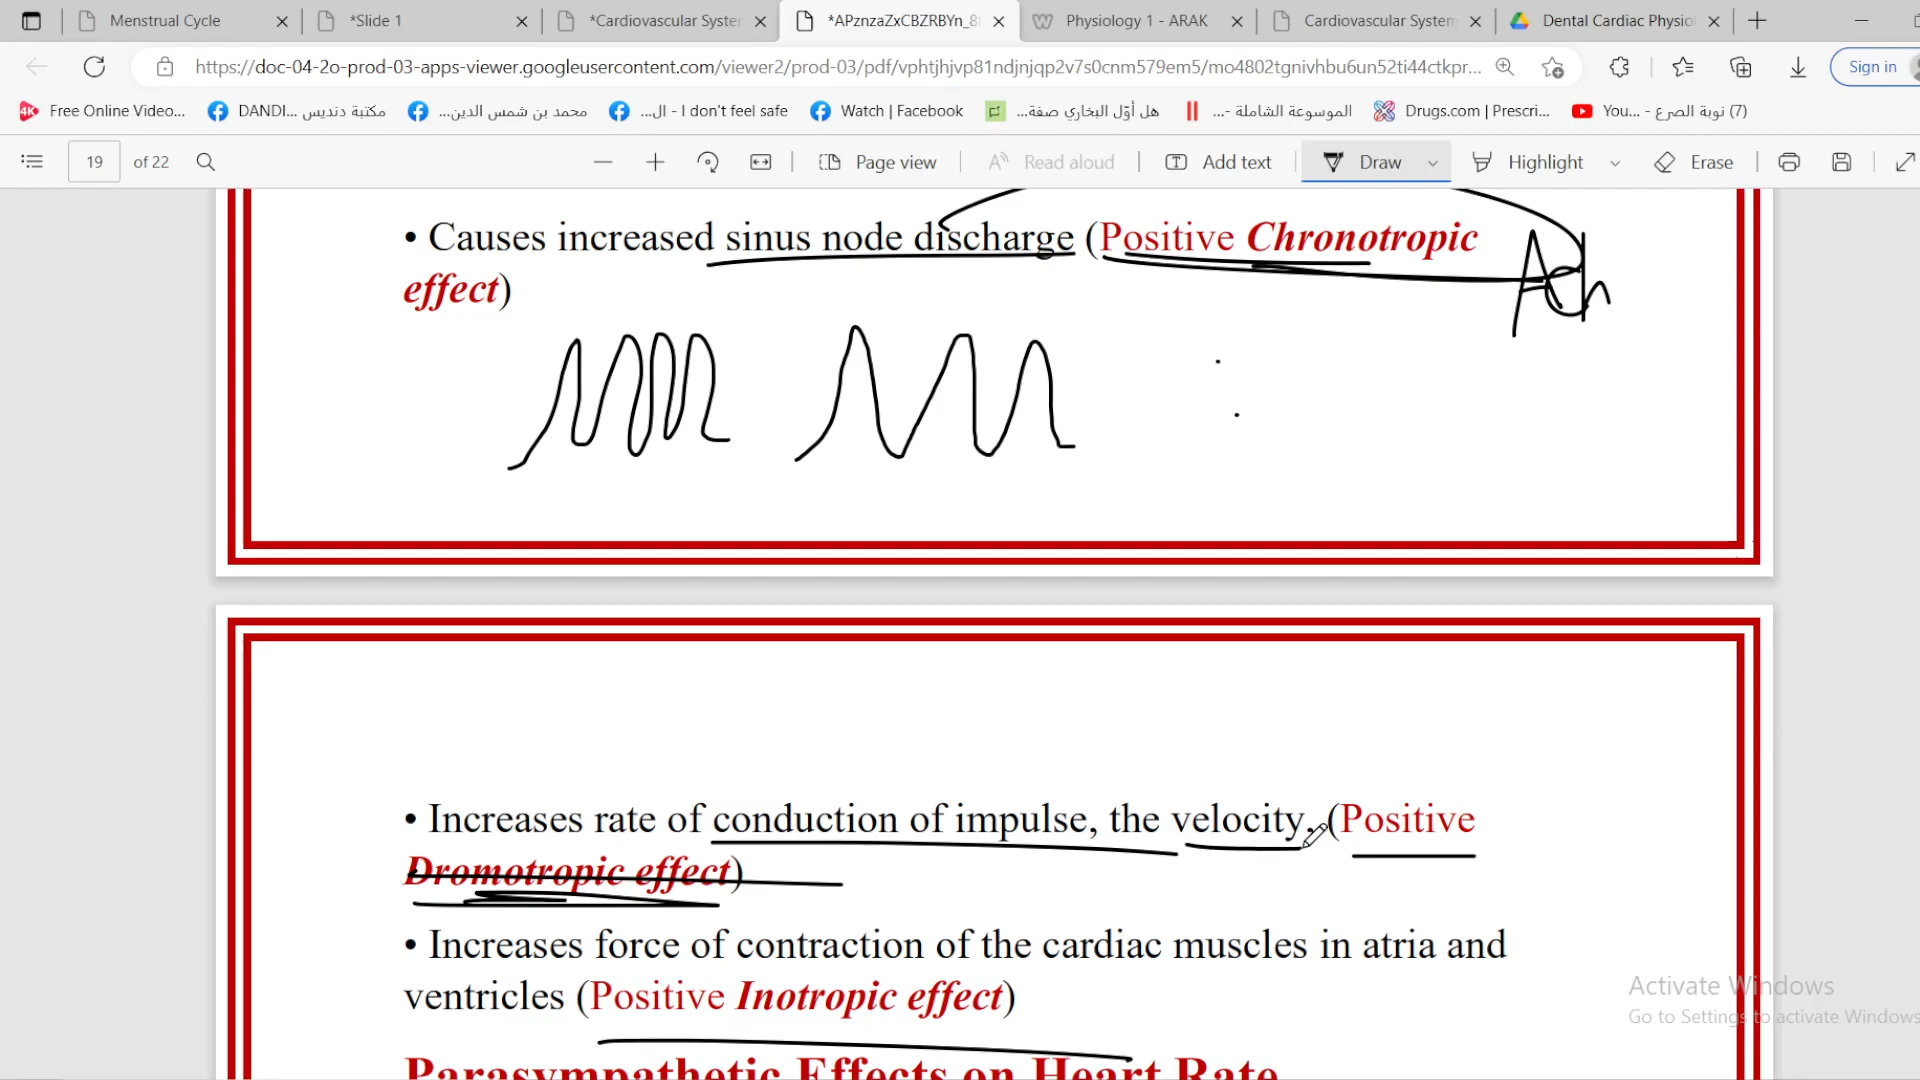 Menstrual Cycle
*Slide 1
*Cardiovascular Syster
*APznzaZxCBZRBYn_8
Physiology 1 - ARAK
Cardiovascular System
Dental Cardiac Physiol
https://doc-04-2o-prod-03-apps-viewer.googleusercontent.com/viewer2/prod-03/pdf/vphtjhjvp81ndjnjqp2v7s0cnm579em5/mo4802tgnivhbu6un52ti44ctkpr...
Sign in
Free Online Video...
DANDI... مكتبة دنديس
محمد بن شمس الدين...
ال... - I don't feel safe
Watch | Facebook
هل أوّل البخاري صفة...
الموسوعة الشاملة -...
Drugs.com | Prescri...
(7) نوبة الصرع - ...You
19 of 22
Page view
Read aloud
Add text
Draw
Highlight
Erase
• Causes increased sinus node discharge (Positive Chronotropic
effect)
ACh
• Increases rate of conduction of impulse, the velocity, (Positive
Dromotropic effect)
• Increases force of contraction of the cardiac muscles in atria and
ventricles (Positive Inotropic effect)
Parasympathetic Effects on Heart Rate
Activate Windows
Go to Settings to activate Windows